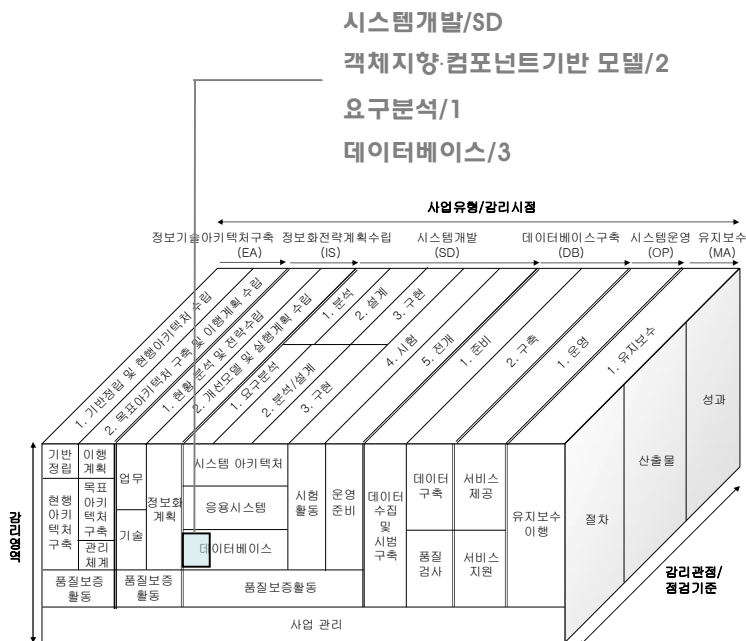 시스템개발/SD
객체지향·컴포넌트기반 모델/2
요구분석/1
데이터베이스/3
사업유형/감리시점
정보기술아키텍처구축
(EA)
정보화전략계획수립
(IS)
시스템개발
(SD)
데이터베이스구축
(DB)
시스템운영
(OP)
유지보수
(MA)
1. 기반정립 및 현행아키텍처 수립
2. 목표아키텍처 구축 및 이행계획 수립
1. 현황 분석 및 전략수립
2. 개선모델 및 실행계획 수립
1. 분석
2. 설계
3. 구현
1. 요구분석
2. 분석/설계
3. 구현
4. 시험
5. 전개
1. 준비
2. 구축
1. 운영
1. 유지보수
감리영역
기반
정립
이행
계획
현행
아키
텍처
구축
목표
아키
텍처
구축
관리
체계
품질보증
활동
업무
기술
정보화
계획
품질보증
활동
시스템 아키텍처
응용시스템
데이터베이스
시험
활동
운영
준비
품질보증활동
데이터
수집
및
시범
구축
데이터
구축
품질
검사
서비스
제공
서비스
지원
유지보수
이행
사업 관리
절차
산출물
성과
감리관점/
점검기준